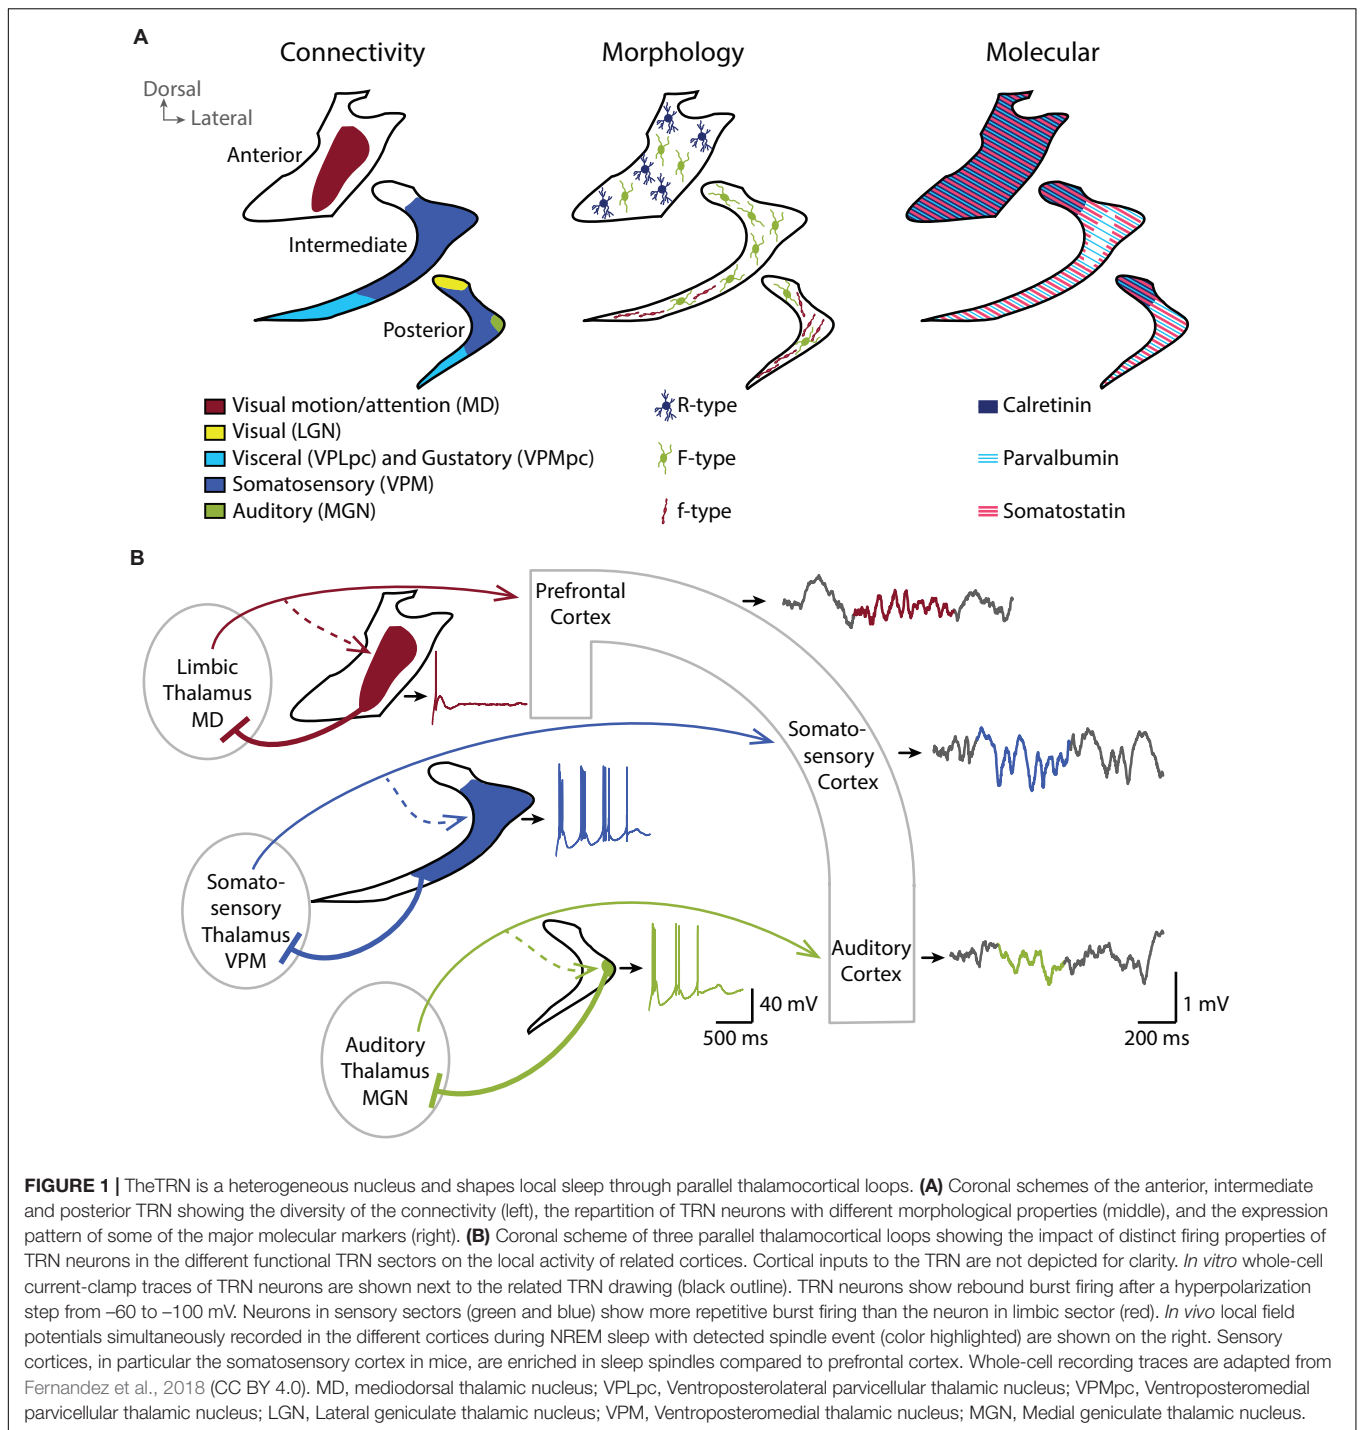 A
Connectivity
Morphology
Molecular
Dorsal
Lateral
Anterior
Intermediate
Posterior
Visual motion/attention (MD)
Visual (LGN)
Visceral (VPLpc) and Gustatory (VPMpc)
Somatosensory (VPM)
Auditory (MGN)
R-type
F-type
f-type
Calretinin
Parvalbumin
Somatostatin
B
Prefrontal
Cortex
Limbic
Thalamus
MD
Somato-
sensory
Cortex
Somato-
sensory
Thalamus
VPM
Auditory
Cortex
40 mV
500 ms
1 mV
200 ms
Auditory
Thalamus
MGN
FIGURE 1 | TheTRN is a heterogeneous nucleus and shapes local sleep through parallel thalamocortical loops. (A) Coronal schemes of the anterior, intermediate
and posterior TRN showing the diversity of the connectivity (left), the repartition of TRN neurons with different morphological properties (middle), and the expression
pattern of some of the major molecular markers (right). (B) Coronal scheme of three parallel thalamocortical loops showing the impact of distinct firing properties of
TRN neurons in the different functional TRN sectors on the local activity of related cortices. Cortical inputs to the TRN are not depicted for clarity. In vitro whole-cell
current-clamp traces of TRN neurons are shown next to the related TRN drawing (black outline). TRN neurons show rebound burst firing after a hyperpolarization
step from –60 to –100 mV. Neurons in sensory sectors (green and blue) show more repetitive burst firing than the neuron in limbic sector (red). In vivo local field
potentials simultaneously recorded in the different cortices during NREM sleep with detected spindle event (color highlighted) are shown on the right. Sensory
cortices, in particular the somatosensory cortex in mice, are enriched in sleep spindles compared to prefrontal cortex. Whole-cell recording traces are adapted from
Fernandez et al., 2018 (CC BY 4.0). MD, mediodorsal thalamic nucleus; VPLpc, Ventroposterolateral parvicellular thalamic nucleus; VPMpc, Ventroposteromedial
parvicellular thalamic nucleus; LGN, Lateral geniculate thalamic nucleus; VPM, Ventroposteromedial thalamic nucleus; MGN, Medial geniculate thalamic nucleus.